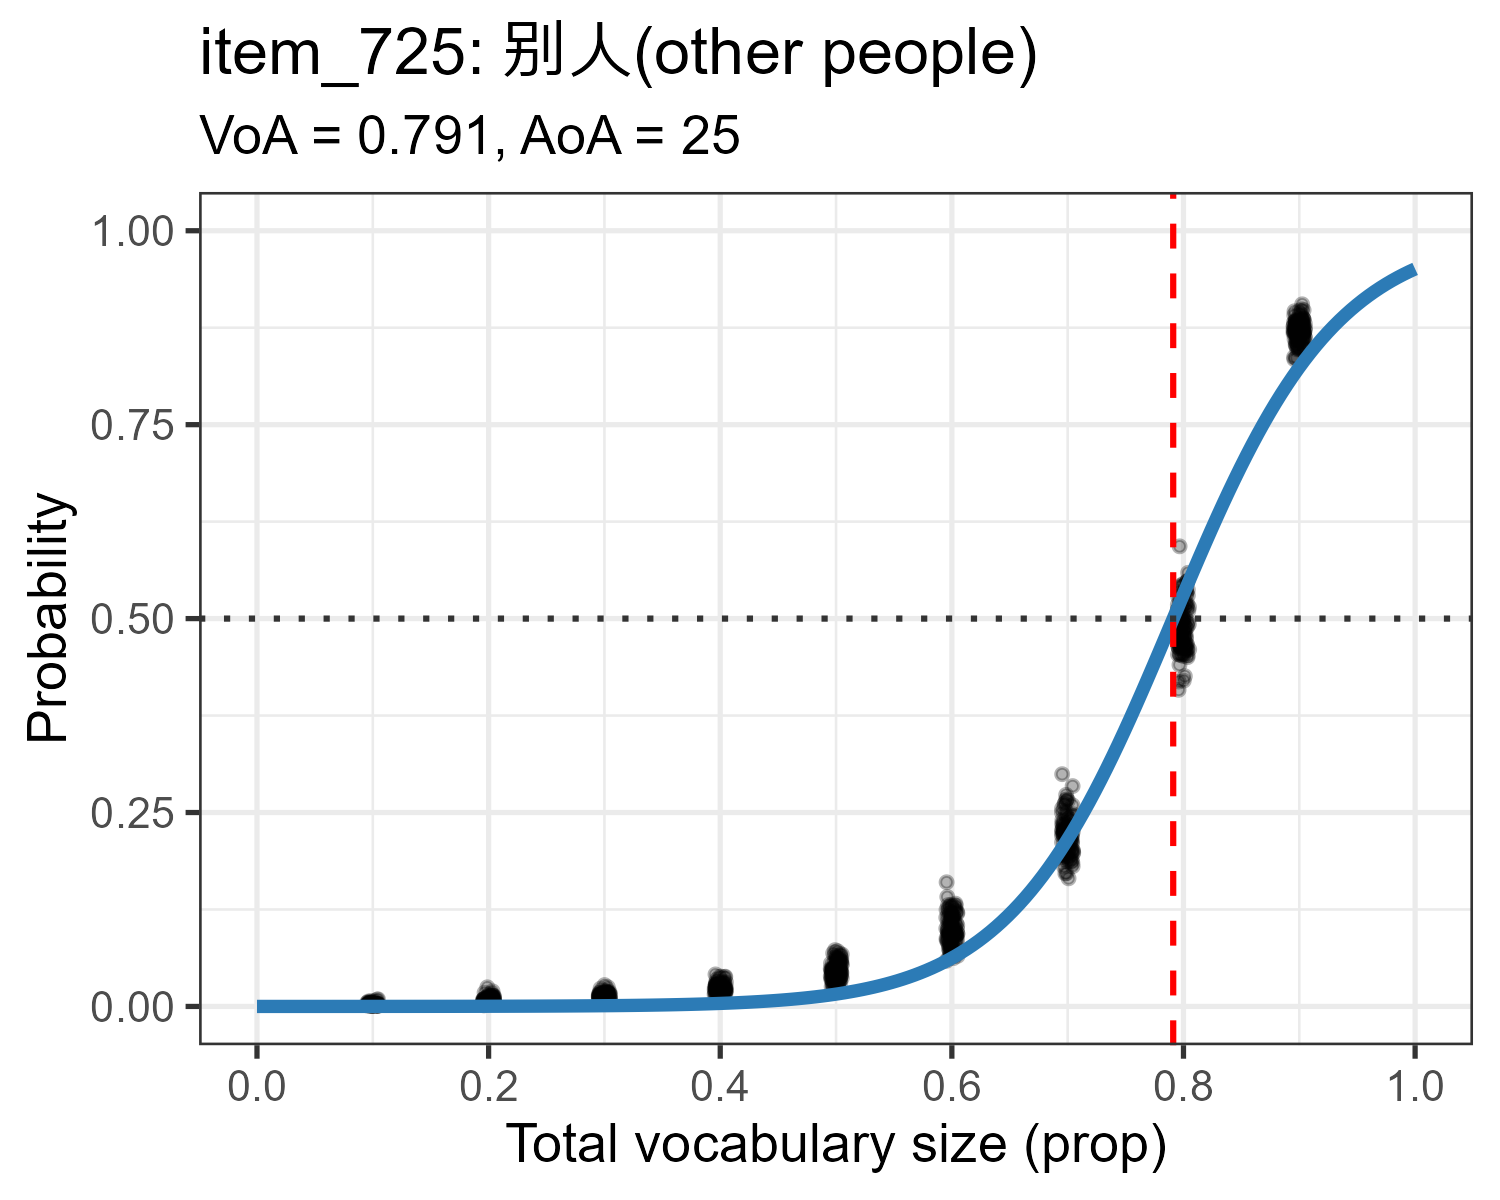 item_725: 别人(other people)
VoA = 0.791, AoA = 25
1.00
0.75
0.50
0.25
0.00
Probability
0.0 0.2 0.4 0.6 0.8 1.0
Total vocabulary size (prop)